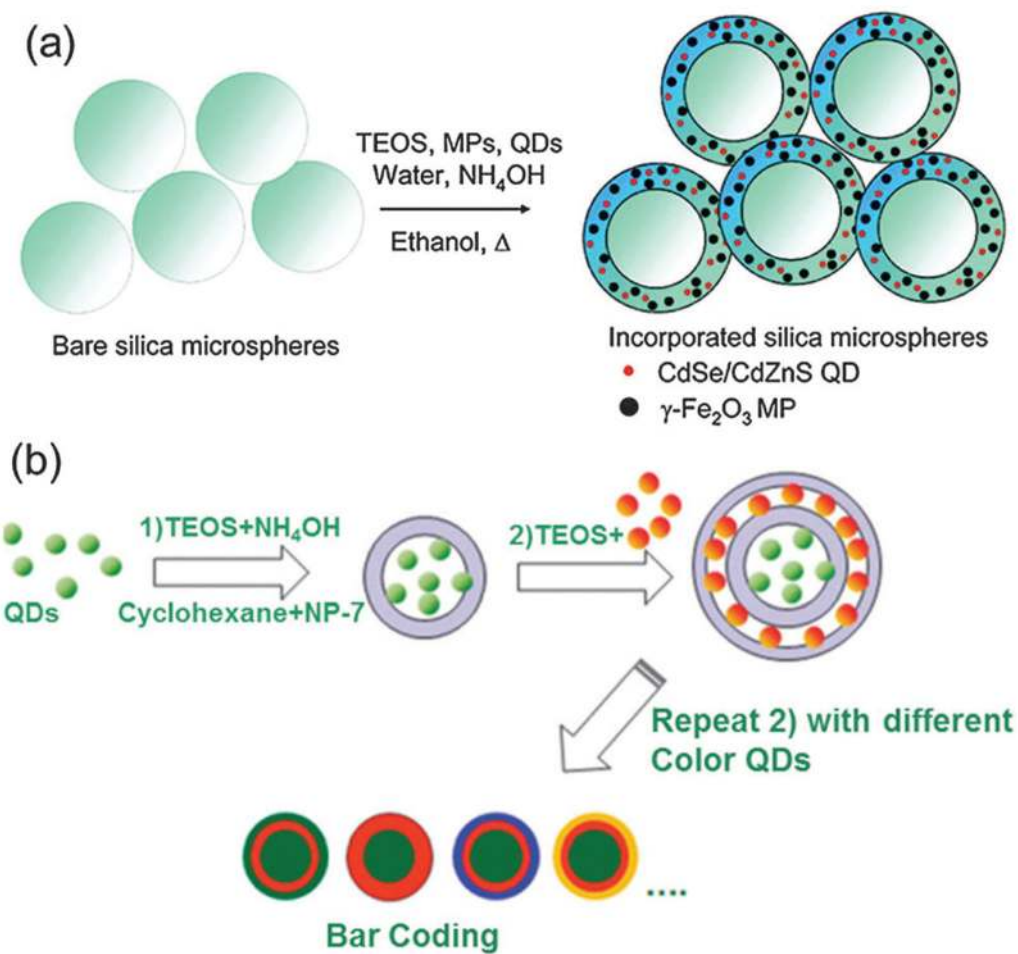 (a)
TEOS, MPs, QDs
Water, NH₄OH
Ethanol, Δ
Bare silica microspheres
Incorporated silica microspheres
CdSe/CdZnS QD
γ-Fe₂O₃ MP
(b)
1)TEOS+NH₄OH
2)TEOS+
QDs
Cyclohexane+NP-7
Repeat 2) with different
Color QDs
....
Bar Coding